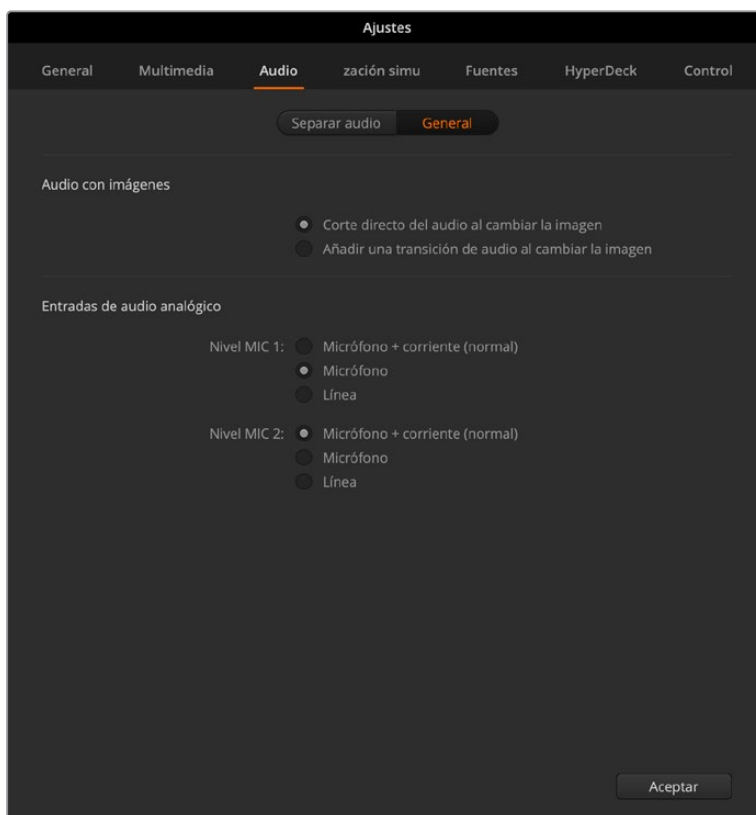 Ajustes
General Multimedia Audio zación simu Fuentes HyperDeck Control
Separar audio General
Audio con imágenes
Corte directo del audio al cambiar la imagen
Añadir una transición de audio al cambiar la imagen
Entradas de audio analógico
Nivel MIC 1: Micrófono + corriente (normal)
Micrófono
Línea
Nivel MIC 2: Micrófono + corriente (normal)
Micrófono
Línea
Aceptar